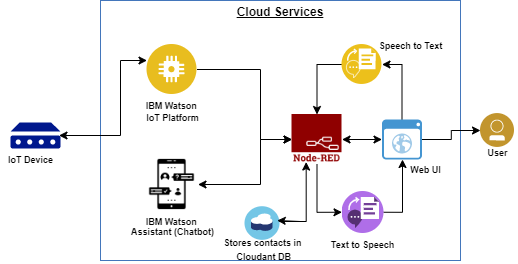 Cloud Services
Speech to Text
IBM Watson
IoT Platform
Node-RED
IoT Device
Web UI
User
IBM Watson
Assistant (Chatbot)
Stores contacts in
Cloudant DB
Text to Speech